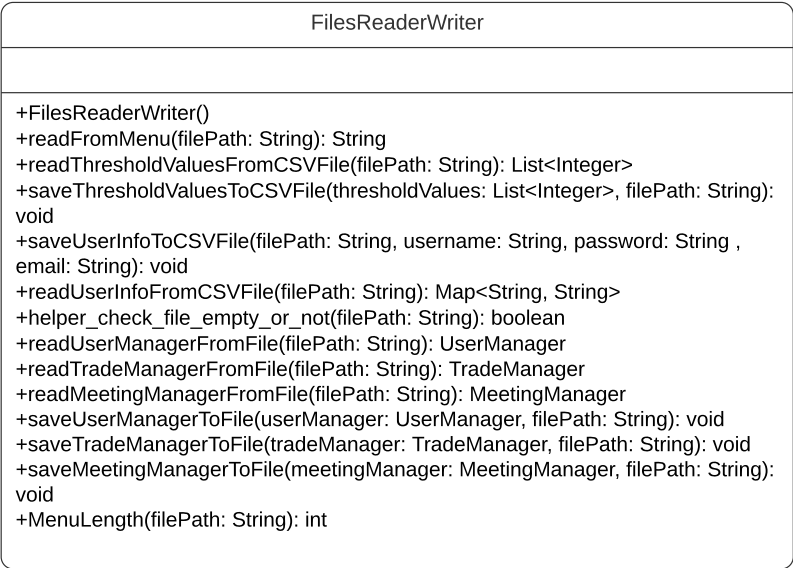 FilesReaderWriter
+FilesReaderWriter()
+readFromMenu(filePath: String): String
+readThresholdValuesFromCSVFile(filePath: String): List<Integer>
+saveThresholdValuesToCSVFile(thresholdValues: List<Integer>, filePath: String):
void
+saveUserInfoToCSVFile(filePath: String, username: String, password: String ,
email: String): void
+readUserInfoFromCSVFile(filePath: String): Map<String, String>
+helper_check_file_empty_or_not(filePath: String): boolean
+readUserManagerFromFile(filePath: String): UserManager
+readTradeManagerFromFile(filePath: String): TradeManager
+readMeetingManagerFromFile(filePath: String): MeetingManager
+saveUserManagerToFile(userManager: UserManager, filePath: String): void
+saveTradeManagerToFile(tradeManager: TradeManager, filePath: String): void
+saveMeetingManagerToFile(meetingManager: MeetingManager, filePath: String):
void
+MenuLength(filePath: String): int